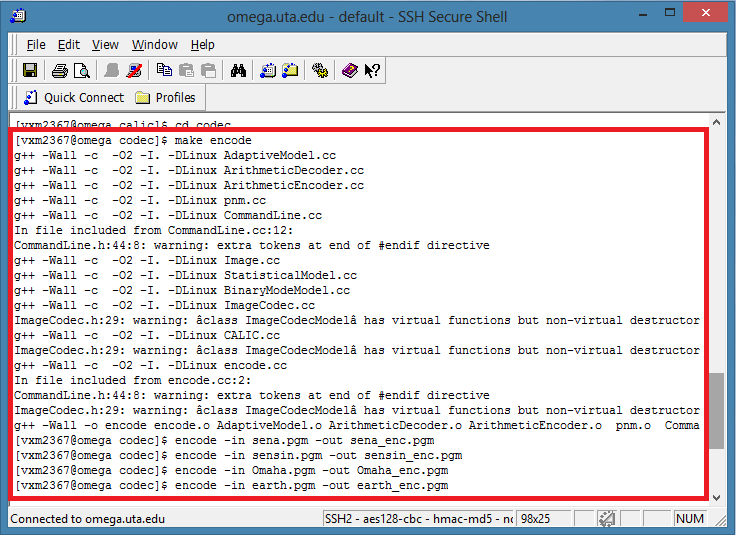 omega.uta.edu - default - SSH Secure Shell
File Edit View Window Help
Quick Connect Profiles
[vxm2367@omega calic]$ cd codec
[vxm2367@omega codec]$ make encode
g++ -Wall -c  -O2 -I. -DLinux AdaptiveModel.cc
g++ -Wall -c  -O2 -I. -DLinux ArithmeticDecoder.cc
g++ -Wall -c  -O2 -I. -DLinux ArithmeticEncoder.cc
g++ -Wall -c  -O2 -I. -DLinux pnm.cc
g++ -Wall -c  -O2 -I. -DLinux CommandLine.cc
In file included from CommandLine.cc:12:
CommandLine.h:44:8: warning: extra tokens at end of #endif directive
g++ -Wall -c  -O2 -I. -DLinux Image.cc
g++ -Wall -c  -O2 -I. -DLinux StatisticalModel.cc
g++ -Wall -c  -O2 -I. -DLinux BinaryModeModel.cc
g++ -Wall -c  -O2 -I. -DLinux ImageCodec.cc
ImageCodec.h:29: warning: âclass ImageCodecModelâ has virtual functions but non-virtual destructor
g++ -Wall -c  -O2 -I. -DLinux CALIC.cc
ImageCodec.h:29: warning: âclass ImageCodecModelâ has virtual functions but non-virtual destructor
g++ -Wall -c  -O2 -I. -DLinux encode.cc
In file included from encode.cc:2:
CommandLine.h:44:8: warning: extra tokens at end of #endif directive
ImageCodec.h:29: warning: âclass ImageCodecModelâ has virtual functions but non-virtual destructor
g++ -Wall -o encode encode.o AdaptiveModel.o ArithmeticDecoder.o ArithmeticEncoder.o  pnm.o  Comma
[vxm2367@omega codec]$ encode -in sena.pgm -out sena_enc.pgm
[vxm2367@omega codec]$ encode -in sensin.pgm -out sensin_enc.pgm
[vxm2367@omega codec]$ encode -in Omaha.pgm -out Omaha_enc.pgm
[vxm2367@omega codec]$ encode -in earth.pgm -out earth_enc.pgm
Connected to omega.uta.edu SSH2 - aes128-cbc - hmac-md5 - nc 98x25 NUM